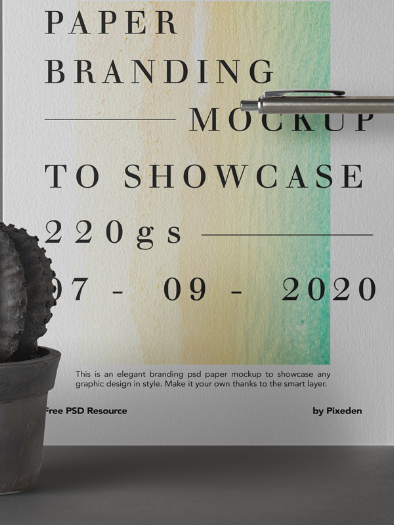 PAPER
BRANDING
MOCKUP
TO SHOWCASE
220gs
07 - 09 - 2020
This is an elegant branding psd paper mockup to showcase any
graphic design in style. Make it your own thanks to the smart layer.
Free PSD Resource
by Pixeden